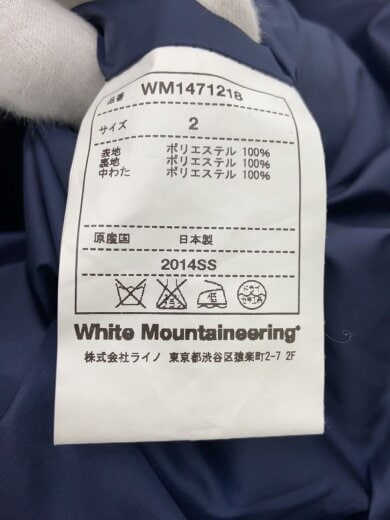 品番 WM1471218
サイズ 2
表地 ポリエステル 100%
裏地 ポリエステル 100%
中わた ポリエステル 100%
原産国 日本製
2014SS
White Mountaineering®
株式会社ライノ 東京都渋谷区猿楽町2-7 2F